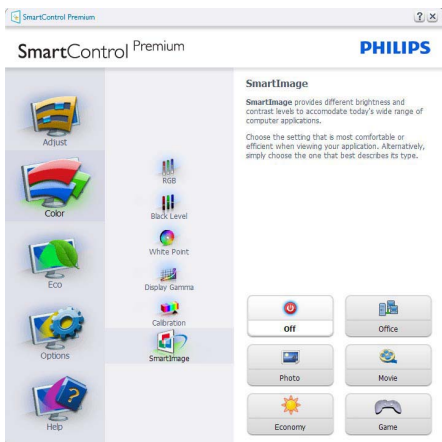 SmartControl Premium
? x
SmartControl Premium
PHILIPS
Adjust
Color
Eco
Options
Help
RGB
Black Level
White Point
Display Gamma
Calibration
SmartImage
SmartImage
SmartImage provides different brightness and
contrast levels to accomodate today's wide range of
computer applications.
Choose the setting that is most comfortable or
efficient when viewing your application. Alternatively,
simply choose the one that best describes its type.
Off
Office
Photo
Movie
Economy
Game